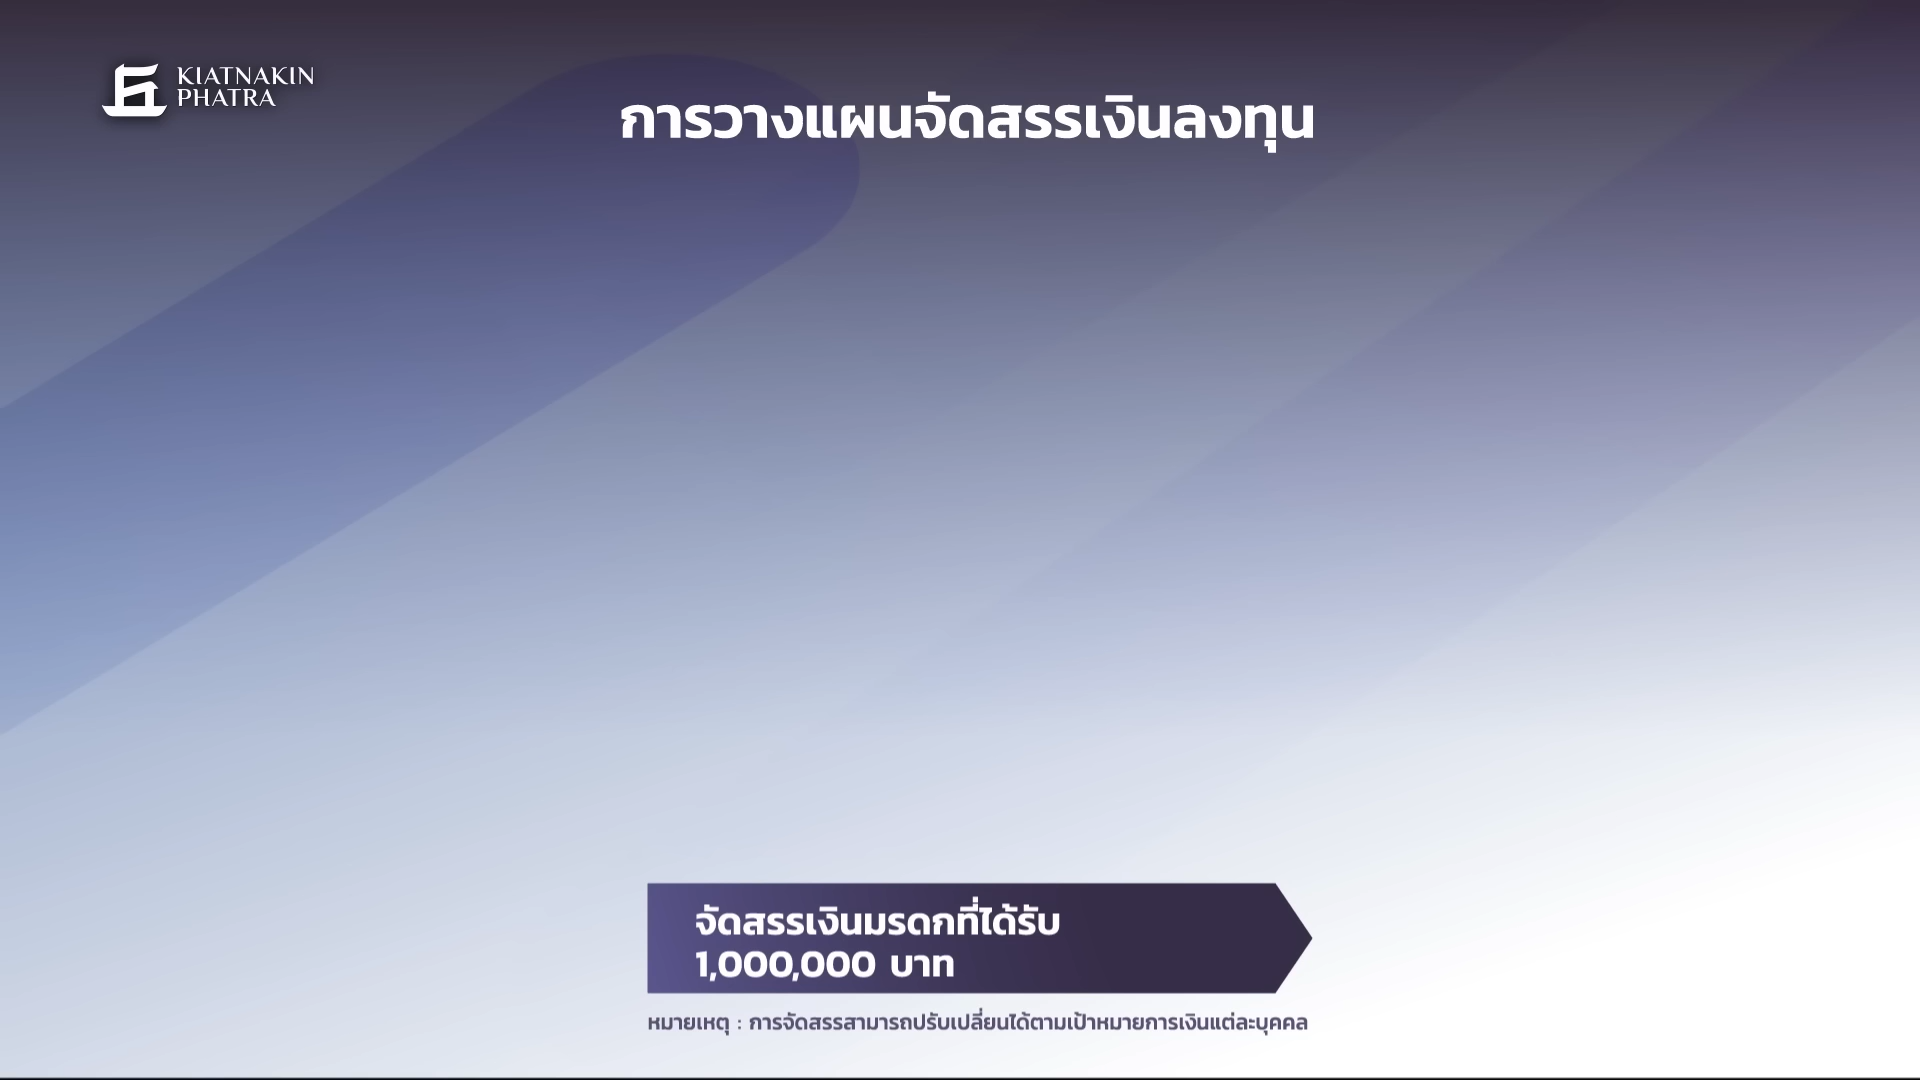 KIATNAKIN
PHATRA
การวางแผนจัดสรรเงินลงทุน
จัดสรรเงินมรดกที่ได้รับ
1,000,000 บาท
หมายเหตุ : การจัดสรรสามารถปรับเปลี่ยนได้ตามเป้าหมายการเงินแต่ละบุคคล